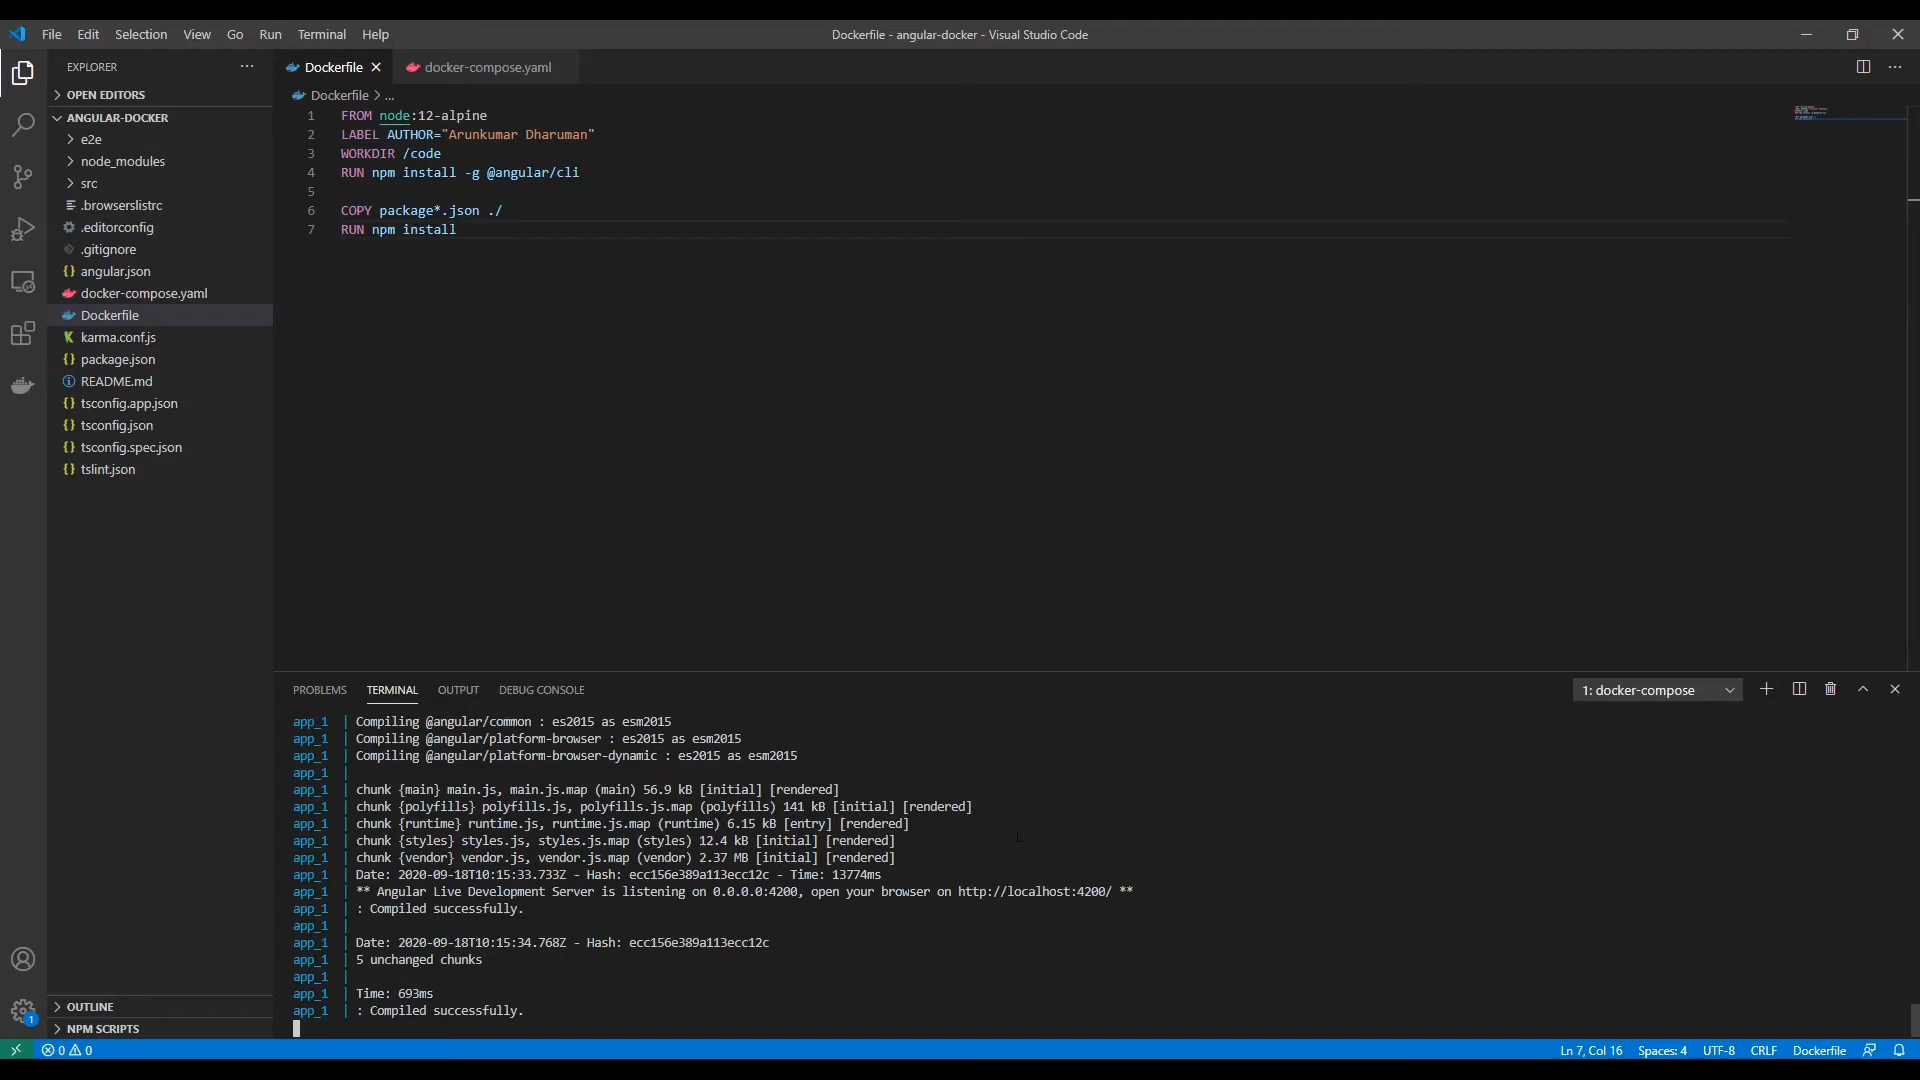 File Edit Selection View Go Run Terminal Help
Dockerfile - angular-docker - Visual Studio Code
EXPLORER
OPEN EDITORS
ANGULAR-DOCKER
e2e
node_modules
src
.browserslistrc
.editorconfig
.gitignore
angular.json
docker-compose.yaml
Dockerfile
karma.conf.js
package.json
README.md
tsconfig.app.json
tsconfig.json
tsconfig.spec.json
tslint.json
OUTLINE
NPM SCRIPTS
Dockerfile docker-compose.yaml
Dockerfile > ...
1 FROM node:12-alpine
2 LABEL AUTHOR="Arunkumar Dharuman"
3 WORKDIR /code
4 RUN npm install -g @angular/cli
5
6 COPY package*.json ./
7 RUN npm install
PROBLEMS TERMINAL OUTPUT DEBUG CONSOLE 1: docker-compose
app_1 | Compiling @angular/common : es2015 as esm2015
app_1 | Compiling @angular/platform-browser : es2015 as esm2015
app_1 | Compiling @angular/platform-browser-dynamic : es2015 as esm2015
app_1 |
app_1 | chunk {main} main.js, main.js.map (main) 56.9 kB [initial] [rendered]
app_1 | chunk {polyfills} polyfills.js, polyfills.js.map (polyfills) 141 kB [initial] [rendered]
app_1 | chunk {runtime} runtime.js, runtime.js.map (runtime) 6.15 kB [entry] [rendered]
app_1 | chunk {styles} styles.js, styles.js.map (styles) 12.4 kB [initial] [rendered]
app_1 | chunk {vendor} vendor.js, vendor.js.map (vendor) 2.37 MB [initial] [rendered]
app_1 | Date: 2020-09-18T10:15:33.733Z - Hash: ecc156e389a113ecc12c - Time: 13774ms
app_1 | ** Angular Live Development Server is listening on 0.0.0.0:4200, open your browser on http://localhost:4200/ **
app_1 | : Compiled successfully.
app_1 |
app_1 | Date: 2020-09-18T10:15:34.768Z - Hash: ecc156e389a113ecc12c
app_1 | 5 unchanged chunks
app_1 |
app_1 | Time: 693ms
app_1 | : Compiled successfully.
1
0 0
Ln 7, Col 16 Spaces: 4 UTF-8 CRLF Dockerfile